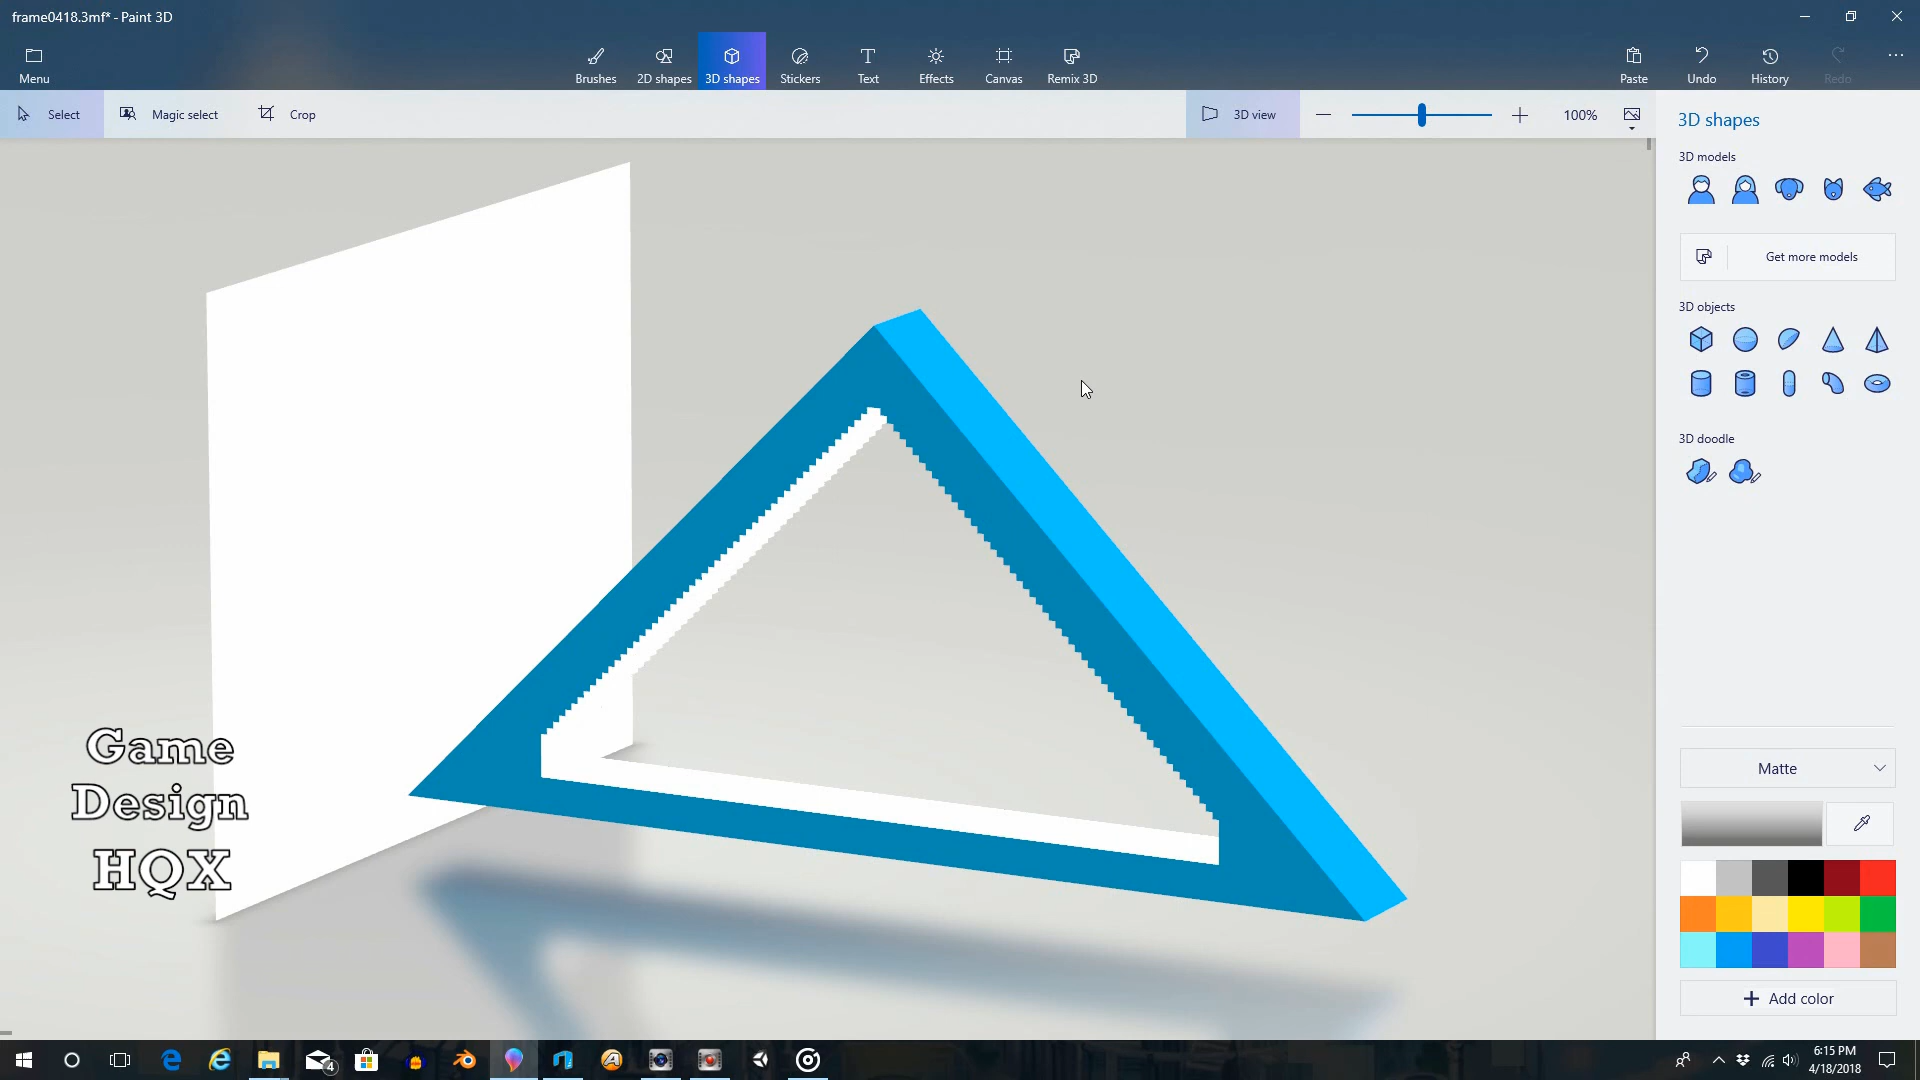 frame0418.3mf* - Paint 3D
Menu
Brushes
2D shapes
3D shapes
Stickers
Text
Effects
Canvas
Remix 3D
Paste
Undo
History
Redo
Select
Magic select
Crop
3D view
100%
3D shapes
3D models
Get more models
3D objects
3D doodle
Matte
Add color
Game
Design
HQX
4
6:15 PM
4/18/2018